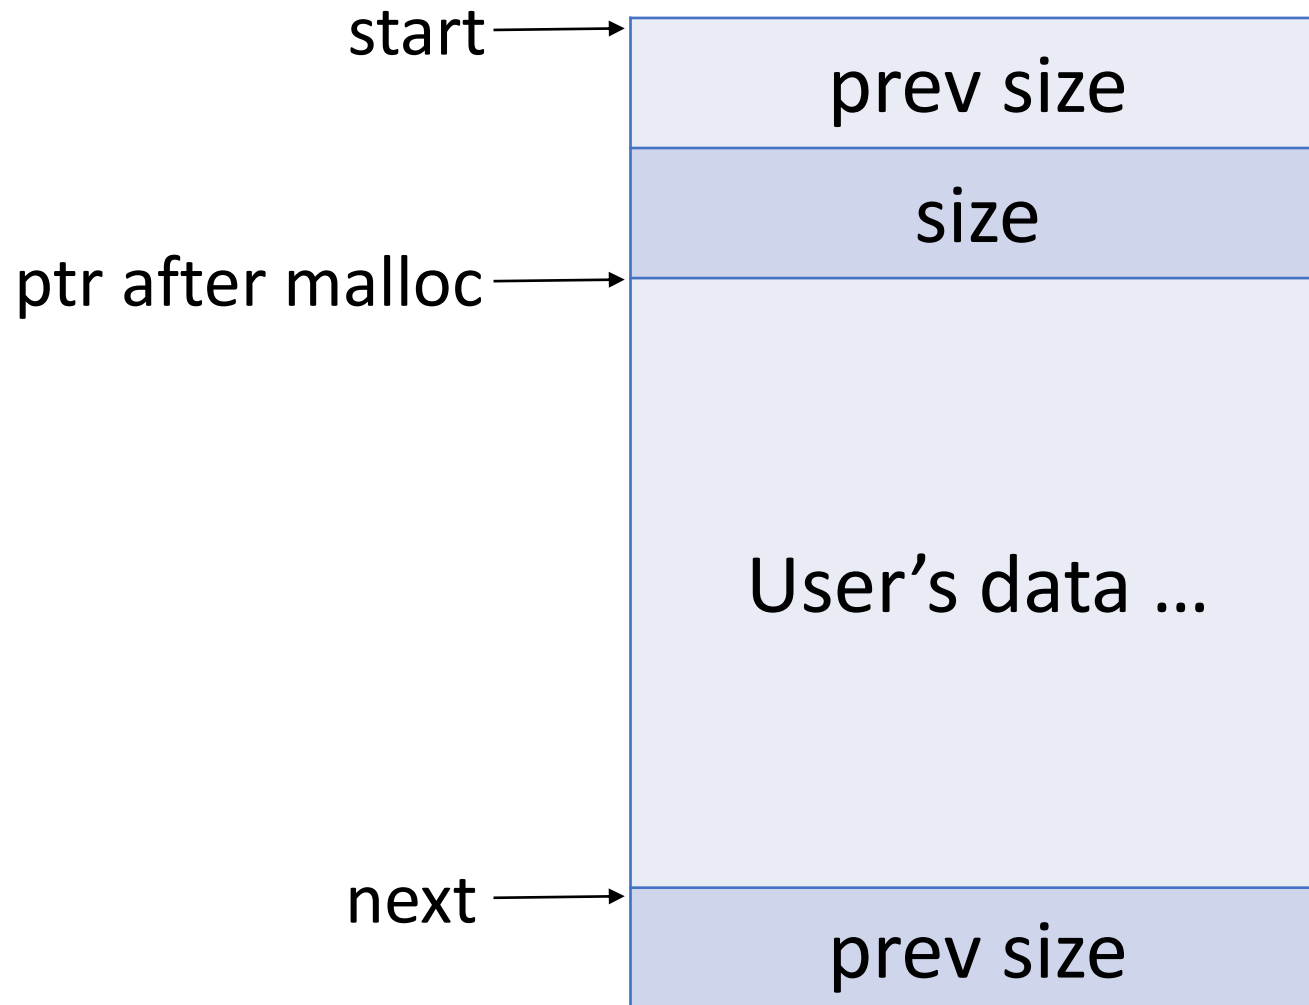 start
prev size
size
ptr after malloc
User’s data ...
next
prev size